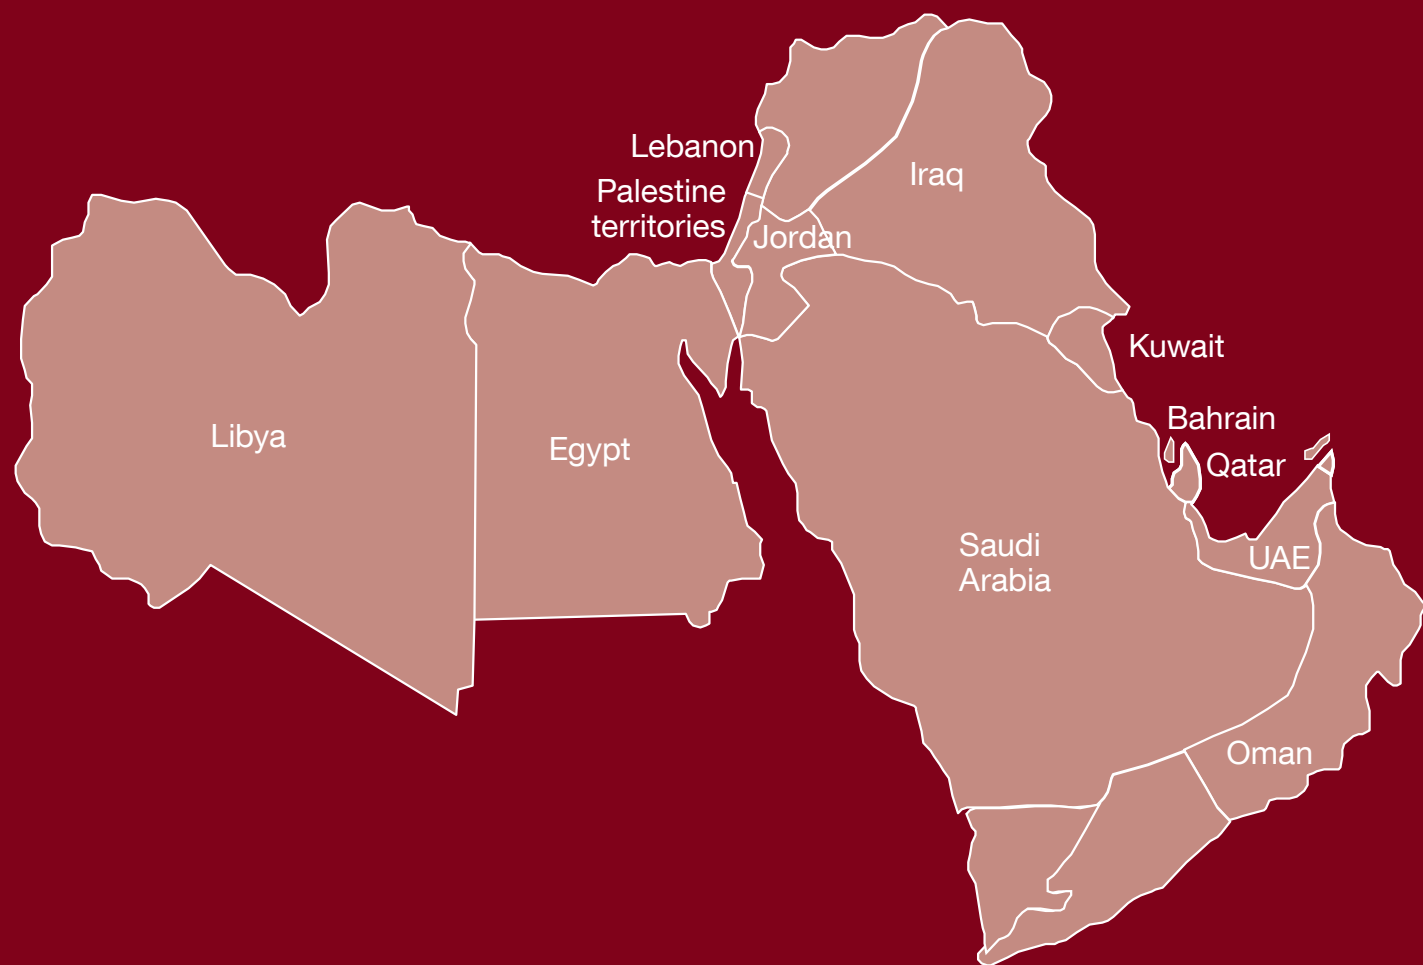 Lebanon
Palestine
territories
Jordan
Iraq
Kuwait
Bahrain
Qatar
Libya
Egypt
Saudi
Arabia
UAE
Oman